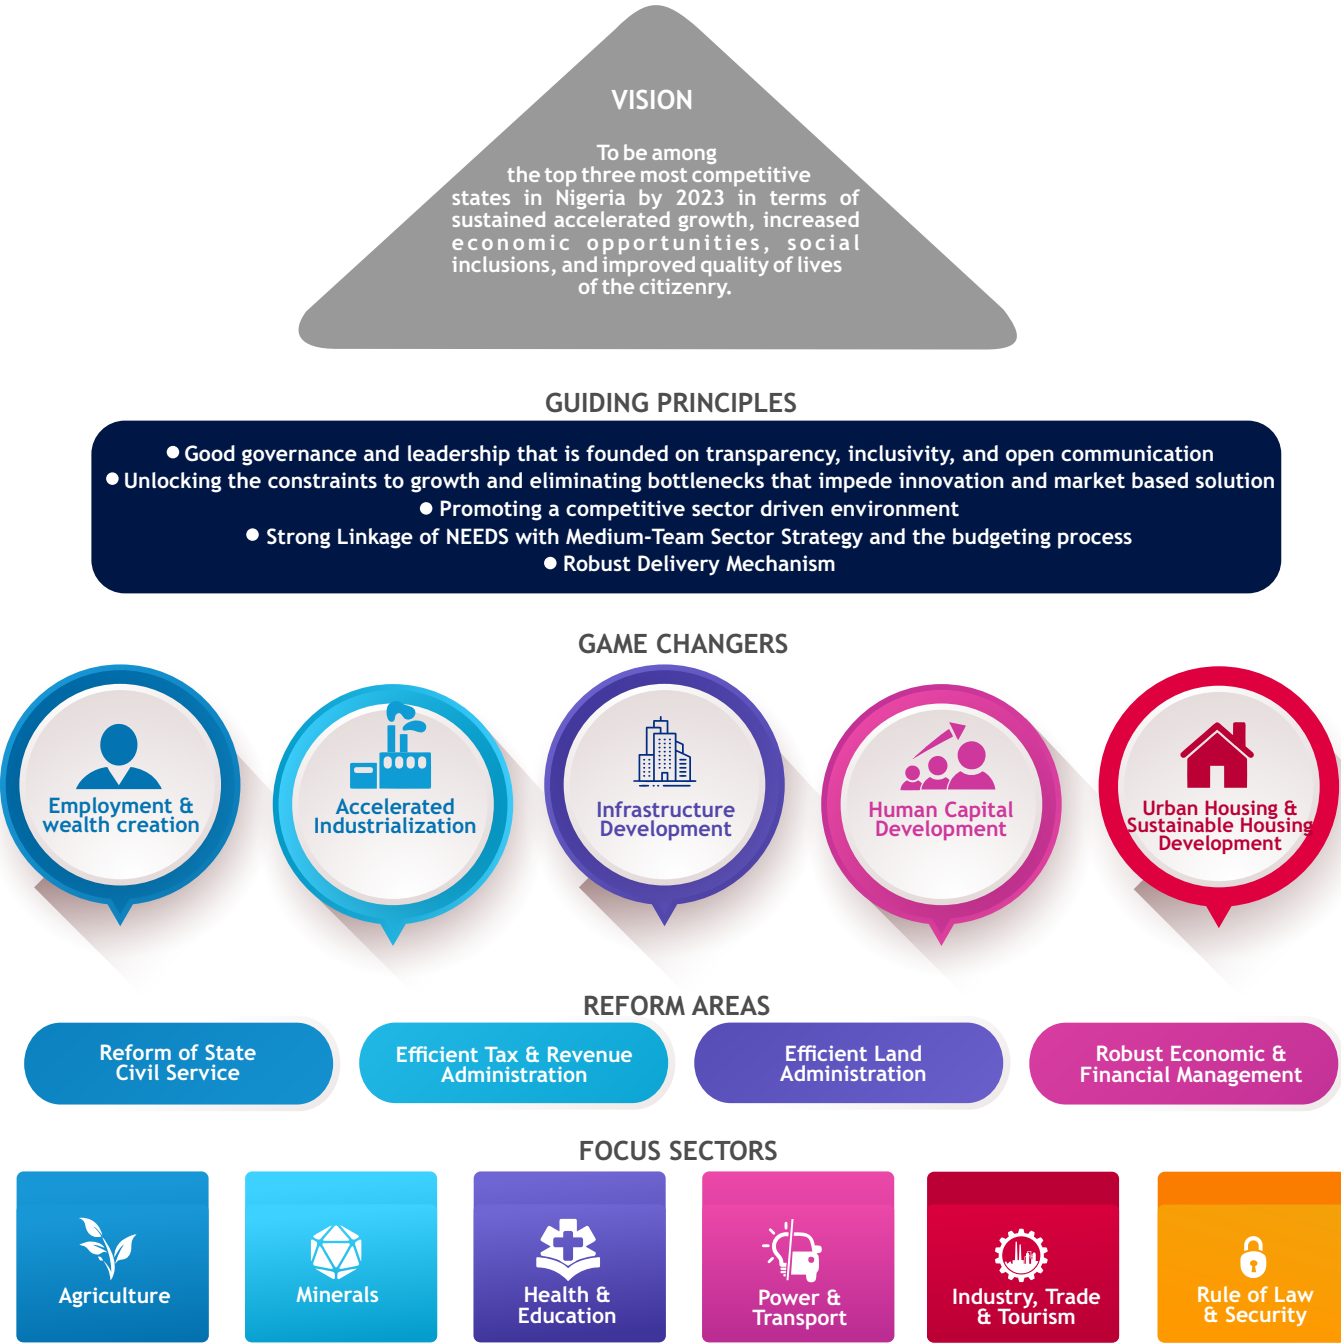 VISION
To be among
the top three most competitive
states in Nigeria by 2023 in terms of
sustained accelerated growth, increased
economic opportunities, social
inclusions, and improved quality of lives
of the citizenry.
GUIDING PRINCIPLES
● Good governance and leadership that is founded on transparency, inclusivity, and open communication
● Unlocking the constraints to growth and eliminating bottlenecks that impede innovation and market based solution
● Promoting a competitive sector driven environment
● Strong Linkage of NEEDS with Medium-Team Sector Strategy and the budgeting process
● Robust Delivery Mechanism
GAME CHANGERS
Employment &
wealth creation
Accelerated
Industrialization
Infrastructure
Development
Human Capital
Development
Urban Housing &
Sustainable Housing
Development
REFORM AREAS
Reform of State
Civil Service
Efficient Tax & Revenue
Administration
Efficient Land
Administration
Robust Economic &
Financial Management
FOCUS SECTORS
Agriculture
Minerals
Health &
Education
Power &
Transport
Industry, Trade
& Tourism
Rule of Law
& Security